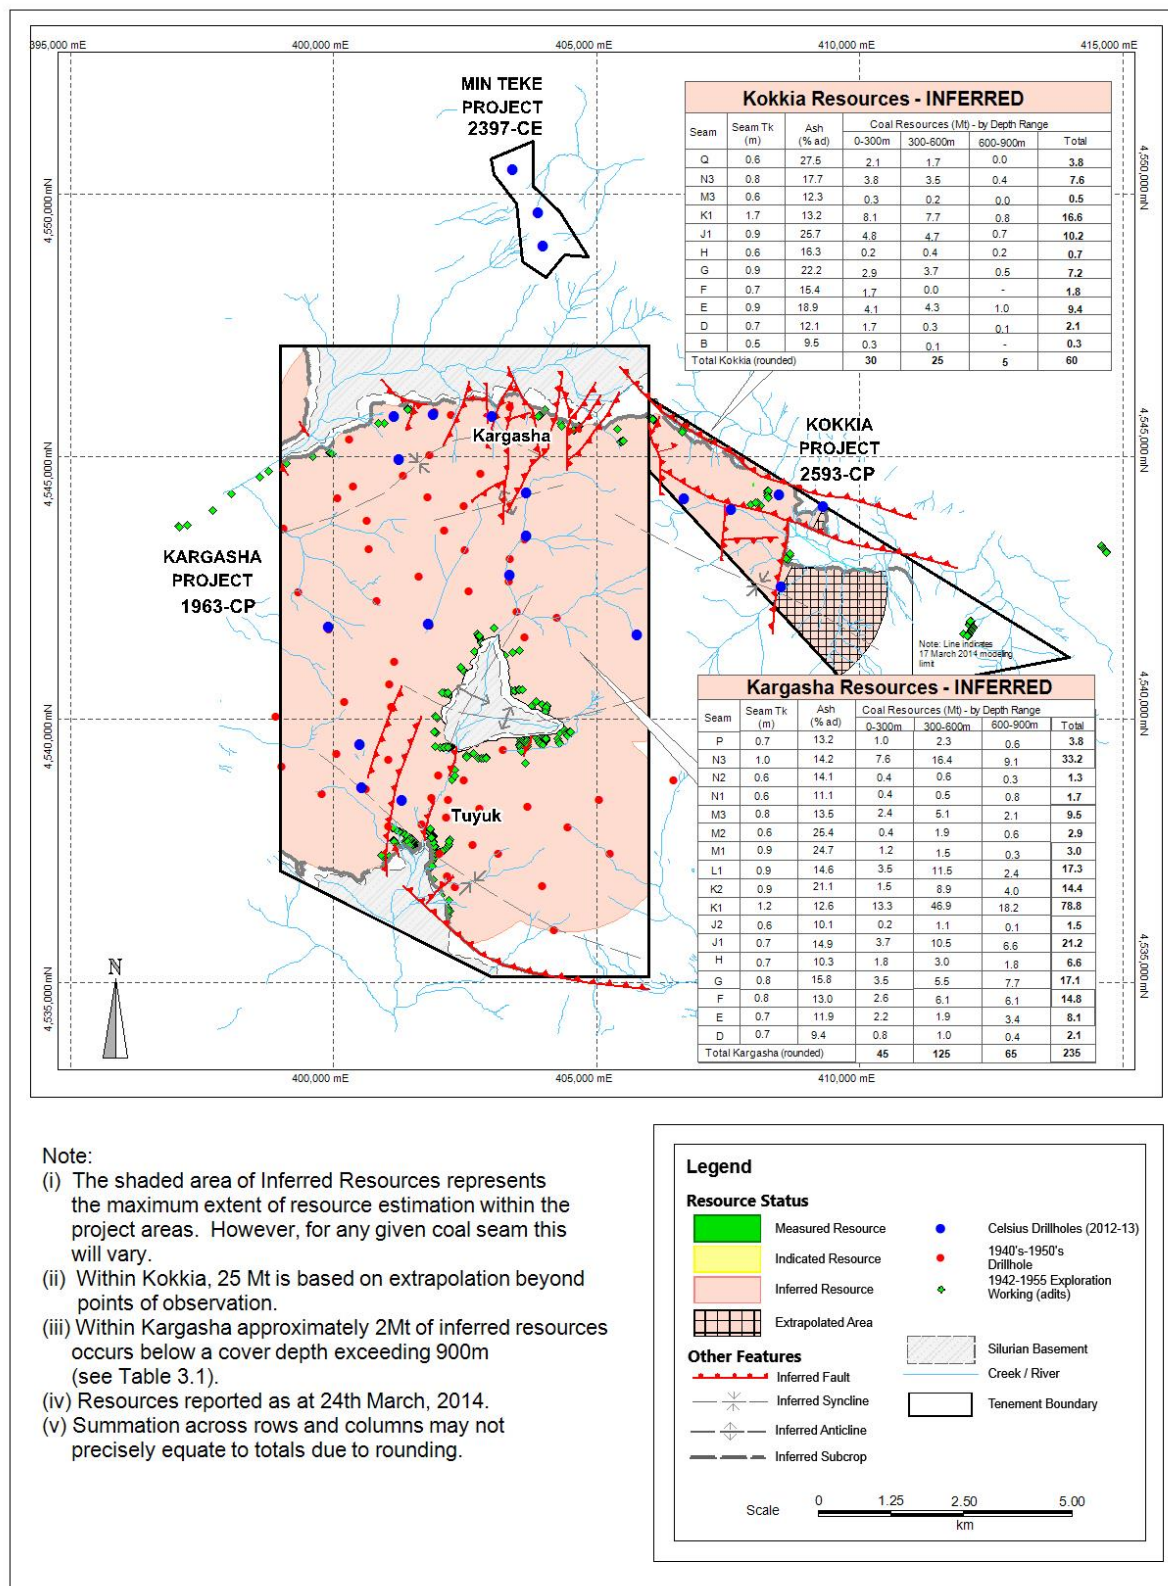 395,000 mE 400,000 mE 405,000 mE 410,000 mE 415,000 mE
MIN TEKE
PROJECT
2397-CE
Kokkia Resources - INFERRED
Seam Seam Tk (m) Ash (% ad) Coal Resources (Mt) - by Depth Range
0-300m 300-600m 600-900m Total
Q 0.6 27.5 2.1 1.7 0.0 3.8
N3 0.8 17.7 3.8 3.5 0.4 7.6
M3 0.6 12.3 0.3 0.2 0.0 0.5
K1 1.7 13.2 8.1 7.7 0.8 16.6
J1 0.9 25.7 4.8 4.7 0.7 10.2
H 0.6 16.3 0.2 0.4 0.2 0.7
G 0.9 22.2 2.9 3.7 0.5 7.2
F 0.7 15.4 1.7 0.0 - 1.8
E 0.9 18.9 4.1 4.3 1.0 9.4
D 0.7 12.1 1.7 0.3 0.1 2.1
B 0.5 9.5 0.3 0.1 - 0.3
Total Kokkia (rounded) 30 25 5 60
4,550,000 mN
4,550,000 mN
4,545,000 mN
4,545,000 mN
Kargasha
KOKKIA
PROJECT
2593-CP
KARGASHA
PROJECT
1963-CP
Note: Line indicates
17 March 2014 modeling
limit
4,540,000 mN
4,540,000 mN
Tuyuk
Kargasha Resources - INFERRED
Seam Seam Tk (m) Ash (% ad) Coal Resources (Mt) - by Depth Range
0-300m 300-600m 600-900m Total
P 0.7 13.2 1.0 2.3 0.6 3.8
N3 1.0 14.2 7.6 16.4 9.1 33.2
N2 0.6 14.1 0.4 0.6 0.3 1.3
N1 0.6 11.1 0.4 0.5 0.8 1.7
M3 0.8 13.5 2.4 5.1 2.1 9.5
M2 0.6 25.4 0.4 1.9 0.6 2.9
M1 0.9 24.7 1.2 1.5 0.3 3.0
L1 0.9 14.6 3.5 11.5 2.4 17.3
K2 0.9 21.1 1.5 8.9 4.0 14.4
K1 1.2 12.6 13.3 46.9 18.2 78.8
J2 0.6 10.1 0.2 1.1 0.1 1.5
J1 0.7 14.9 3.7 10.5 6.6 21.2
H 0.7 10.3 1.8 3.0 1.8 6.6
G 0.8 15.8 3.5 5.5 7.7 17.1
F 0.8 13.0 2.6 6.1 6.1 14.8
E 0.7 11.9 2.2 1.9 3.4 8.1
D 0.7 9.4 0.8 1.0 0.4 2.1
Total Kargasha (rounded) 45 125 65 235
N
4,535,000 mN
4,535,000 mN
400,000 mE 405,000 mE 410,000 mE
Note:
(i) The shaded area of Inferred Resources represents
the maximum extent of resource estimation within the
project areas. However, for any given coal seam this
will vary.
(ii) Within Kokkia, 25 Mt is based on extrapolation beyond
points of observation.
(iii) Within Kargasha approximately 2Mt of inferred resources
occurs below a cover depth exceeding 900m
(see Table 3.1).
(iv) Resources reported as at 24th March, 2014.
(v) Summation across rows and columns may not
precisely equate to totals due to rounding.
Legend
Resource Status
Measured Resource
Indicated Resource
Inferred Resource
Extrapolated Area
Celsius Drillholes (2012-13)
1940's-1950's
Drillhole
1942-1955 Exploration
Working (adits)
Other Features
Inferred Fault
Inferred Syncline
Inferred Anticline
Inferred Subcrop
Silurian Basement
Creek / River
Tenement Boundary
Scale 0 1.25 2.50 5.00
km